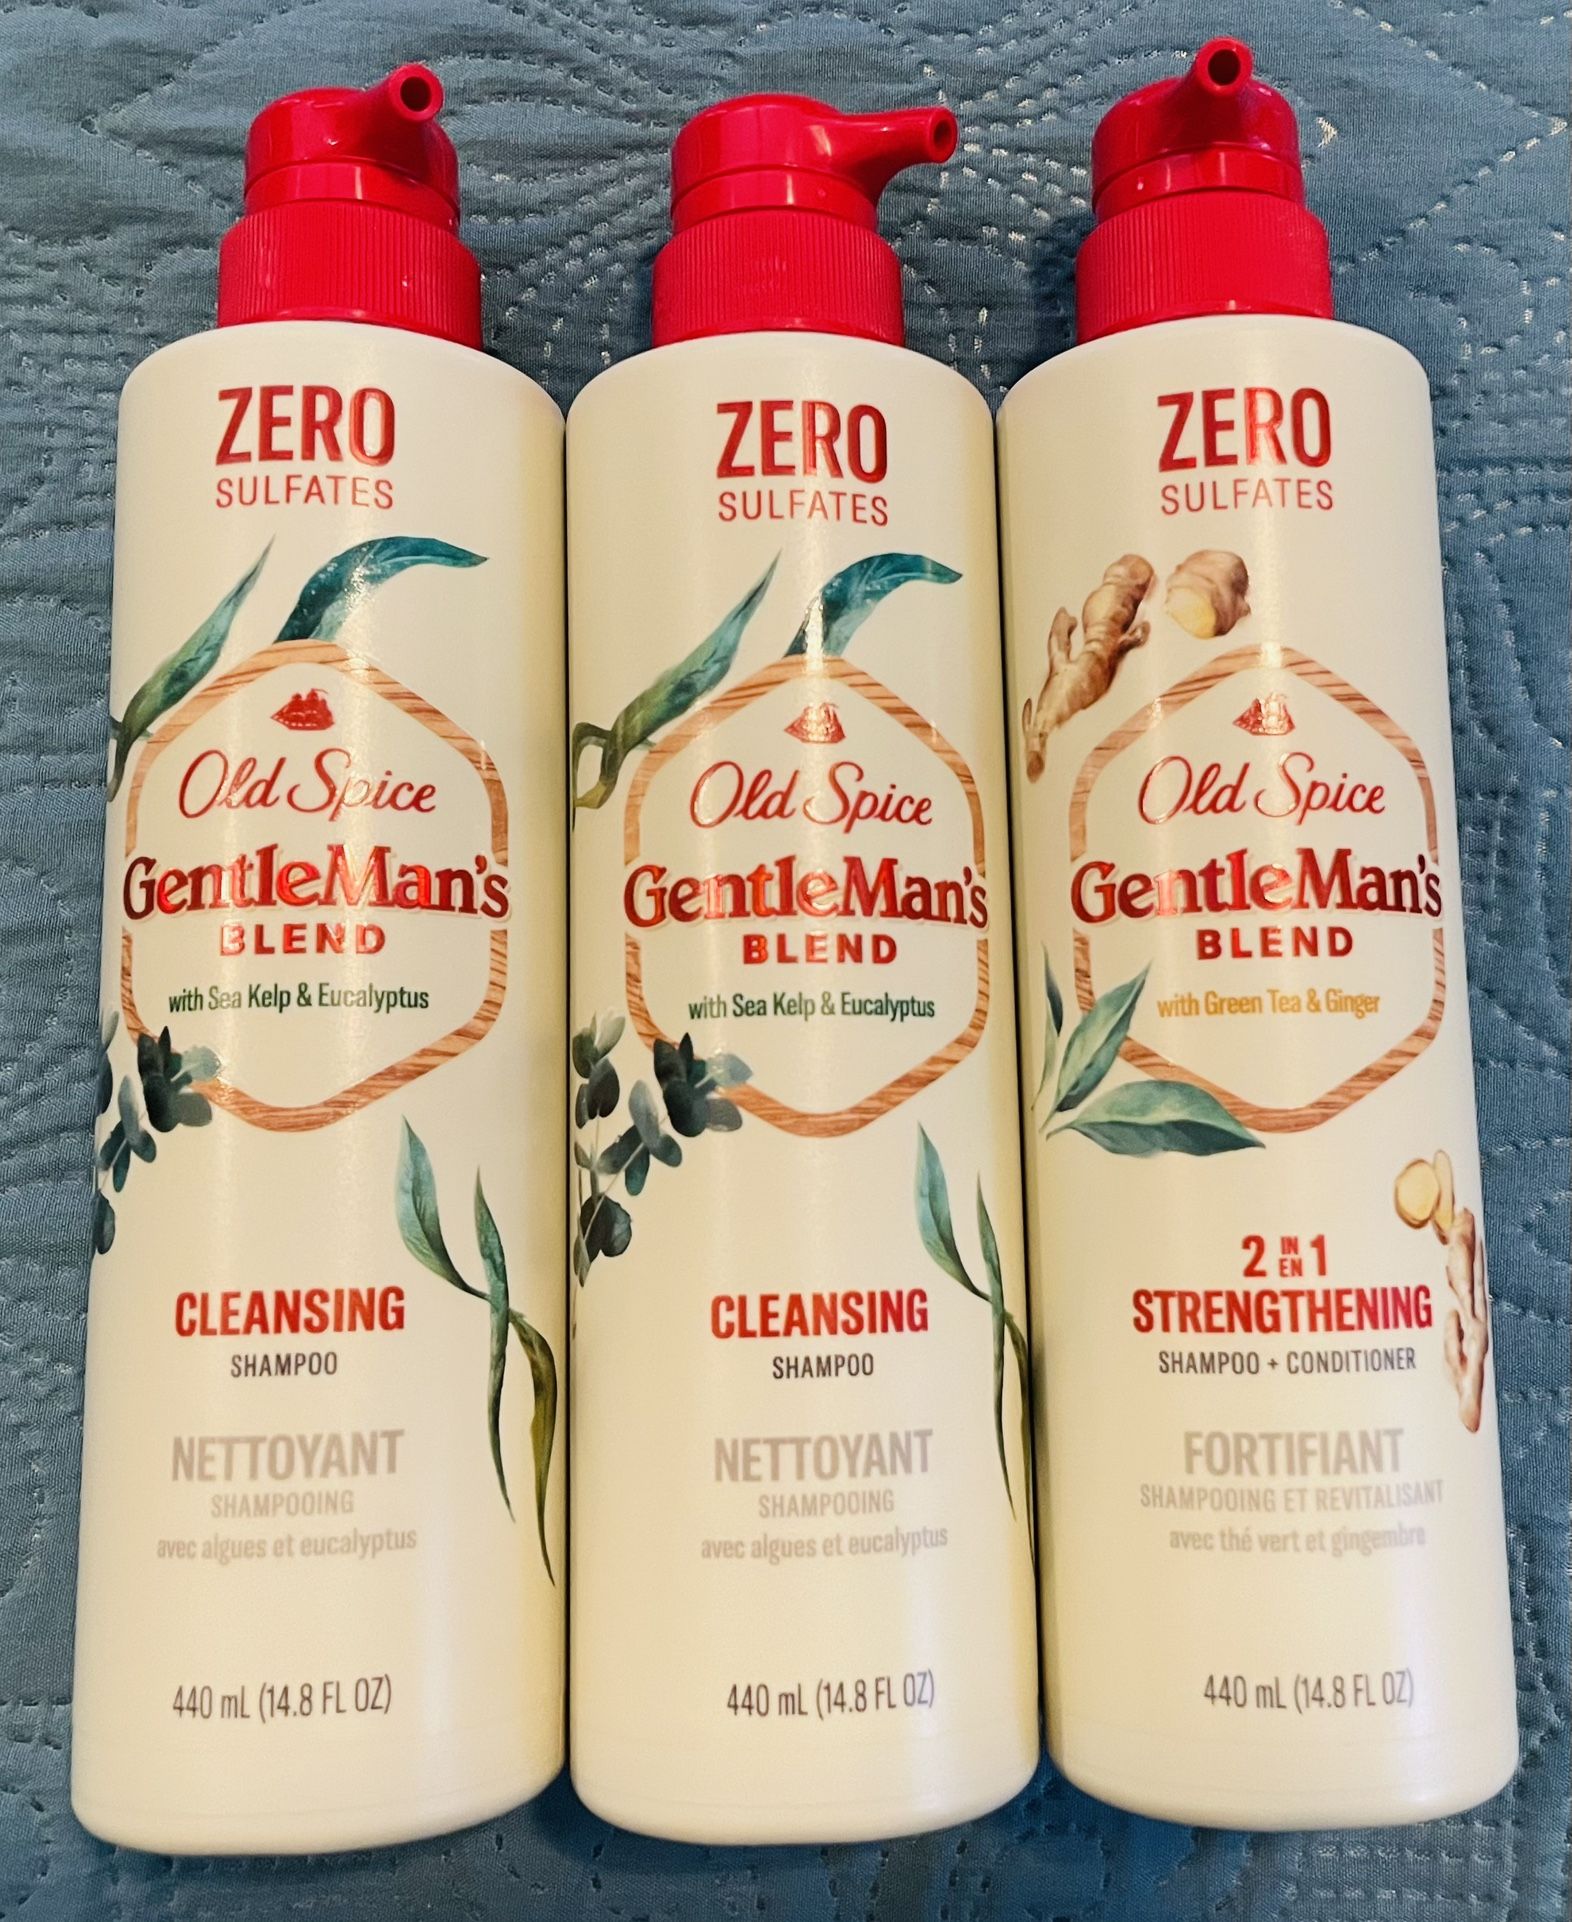 ZERO
SULFATES
Old Spice
GentleMan's
BLEND
with Sea Kelp & Eucalyptus
CLEANSING
SHAMPOO
NETTOYANT
SHAMPOOING
avec algues et eucalyptus
440 mL (14.8 FL OZ)
ZERO
SULFATES
Old Spice
GentleMan's
BLEND
with Sea Kelp & Eucalyptus
CLEANSING
SHAMPOO
NETTOYANT
SHAMPOOING
avec algues et eucalyptus
440 mL (14.8 FL OZ)
ZERO
SULFATES
Old Spice
GentleMan's
BLEND
with Green Tea & Ginger
2 IN EN 1
STRENGTHENING
SHAMPOO + CONDITIONER
FORTIFIANT
SHAMPOOING ET REVITALISANT
avec thé vert et gingembre
440 mL (14.8 FL OZ)